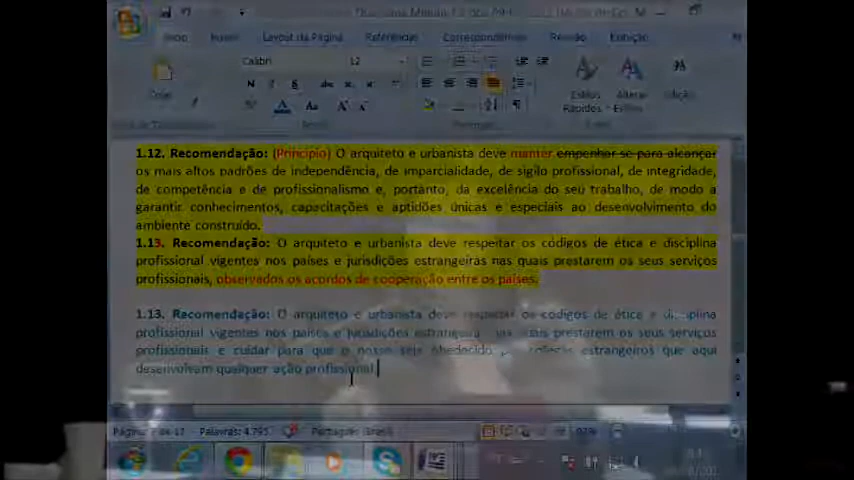 Início Inserir Layout da Página Referências Correspondências Revisão Exibição
Calibri 12
Colar Estilos Rápidos Alterar Estilos Edição
1.12. Recomendação: (Princípio) O arquiteto e urbanista deve manter empenhar-se para alcançar
os mais altos padrões de independência, de imparcialidade, de sigilo profissional, de integridade,
de competência e de profissionalismo e, portanto, da excelência do seu trabalho, de modo a
garantir conhecimentos, capacitações e aptidões únicas e especiais ao desenvolvimento do
ambiente construído.
1.13. Recomendação: O arquiteto e urbanista deve respeitar os códigos de ética e disciplina
profissional vigentes nos países e jurisdições estrangeiras nas quais prestarem os seus serviços
profissionais, observados os acordos de cooperação entre os países.
1.13. Recomendação: O arquiteto e urbanista deve respeitar os códigos de ética e disciplina
profissional vigentes nos países e jurisdições estrangeiras nas quais prestarem os seus serviços
profissionais e cuidar para que o nosso seja obedecido estrangeiros que aqui
desenvolvam qualquer ação profissional.
Palavras: 4.795 Português (Brasil)